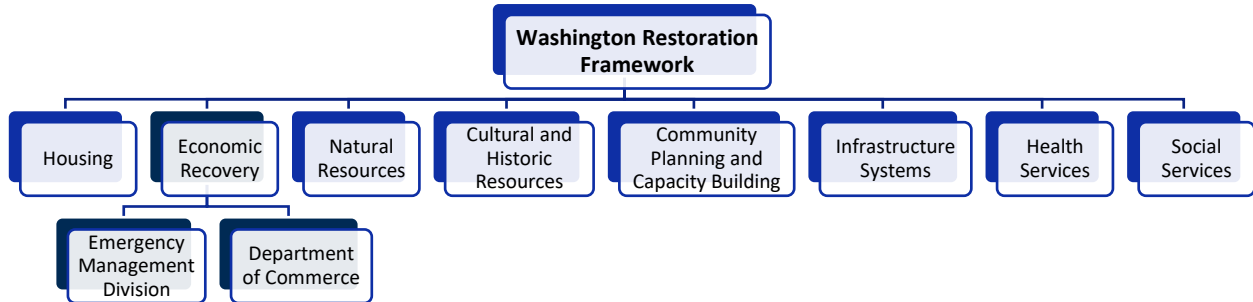 Washington Restoration
Framework
Housing
Economic
Recovery
Natural
Resources
Cultural and
Historic
Resources
Community
Planning and
Capacity Building
Infrastructure
Systems
Health
Services
Social
Services
Emergency
Management
Division
Department
of Commerce